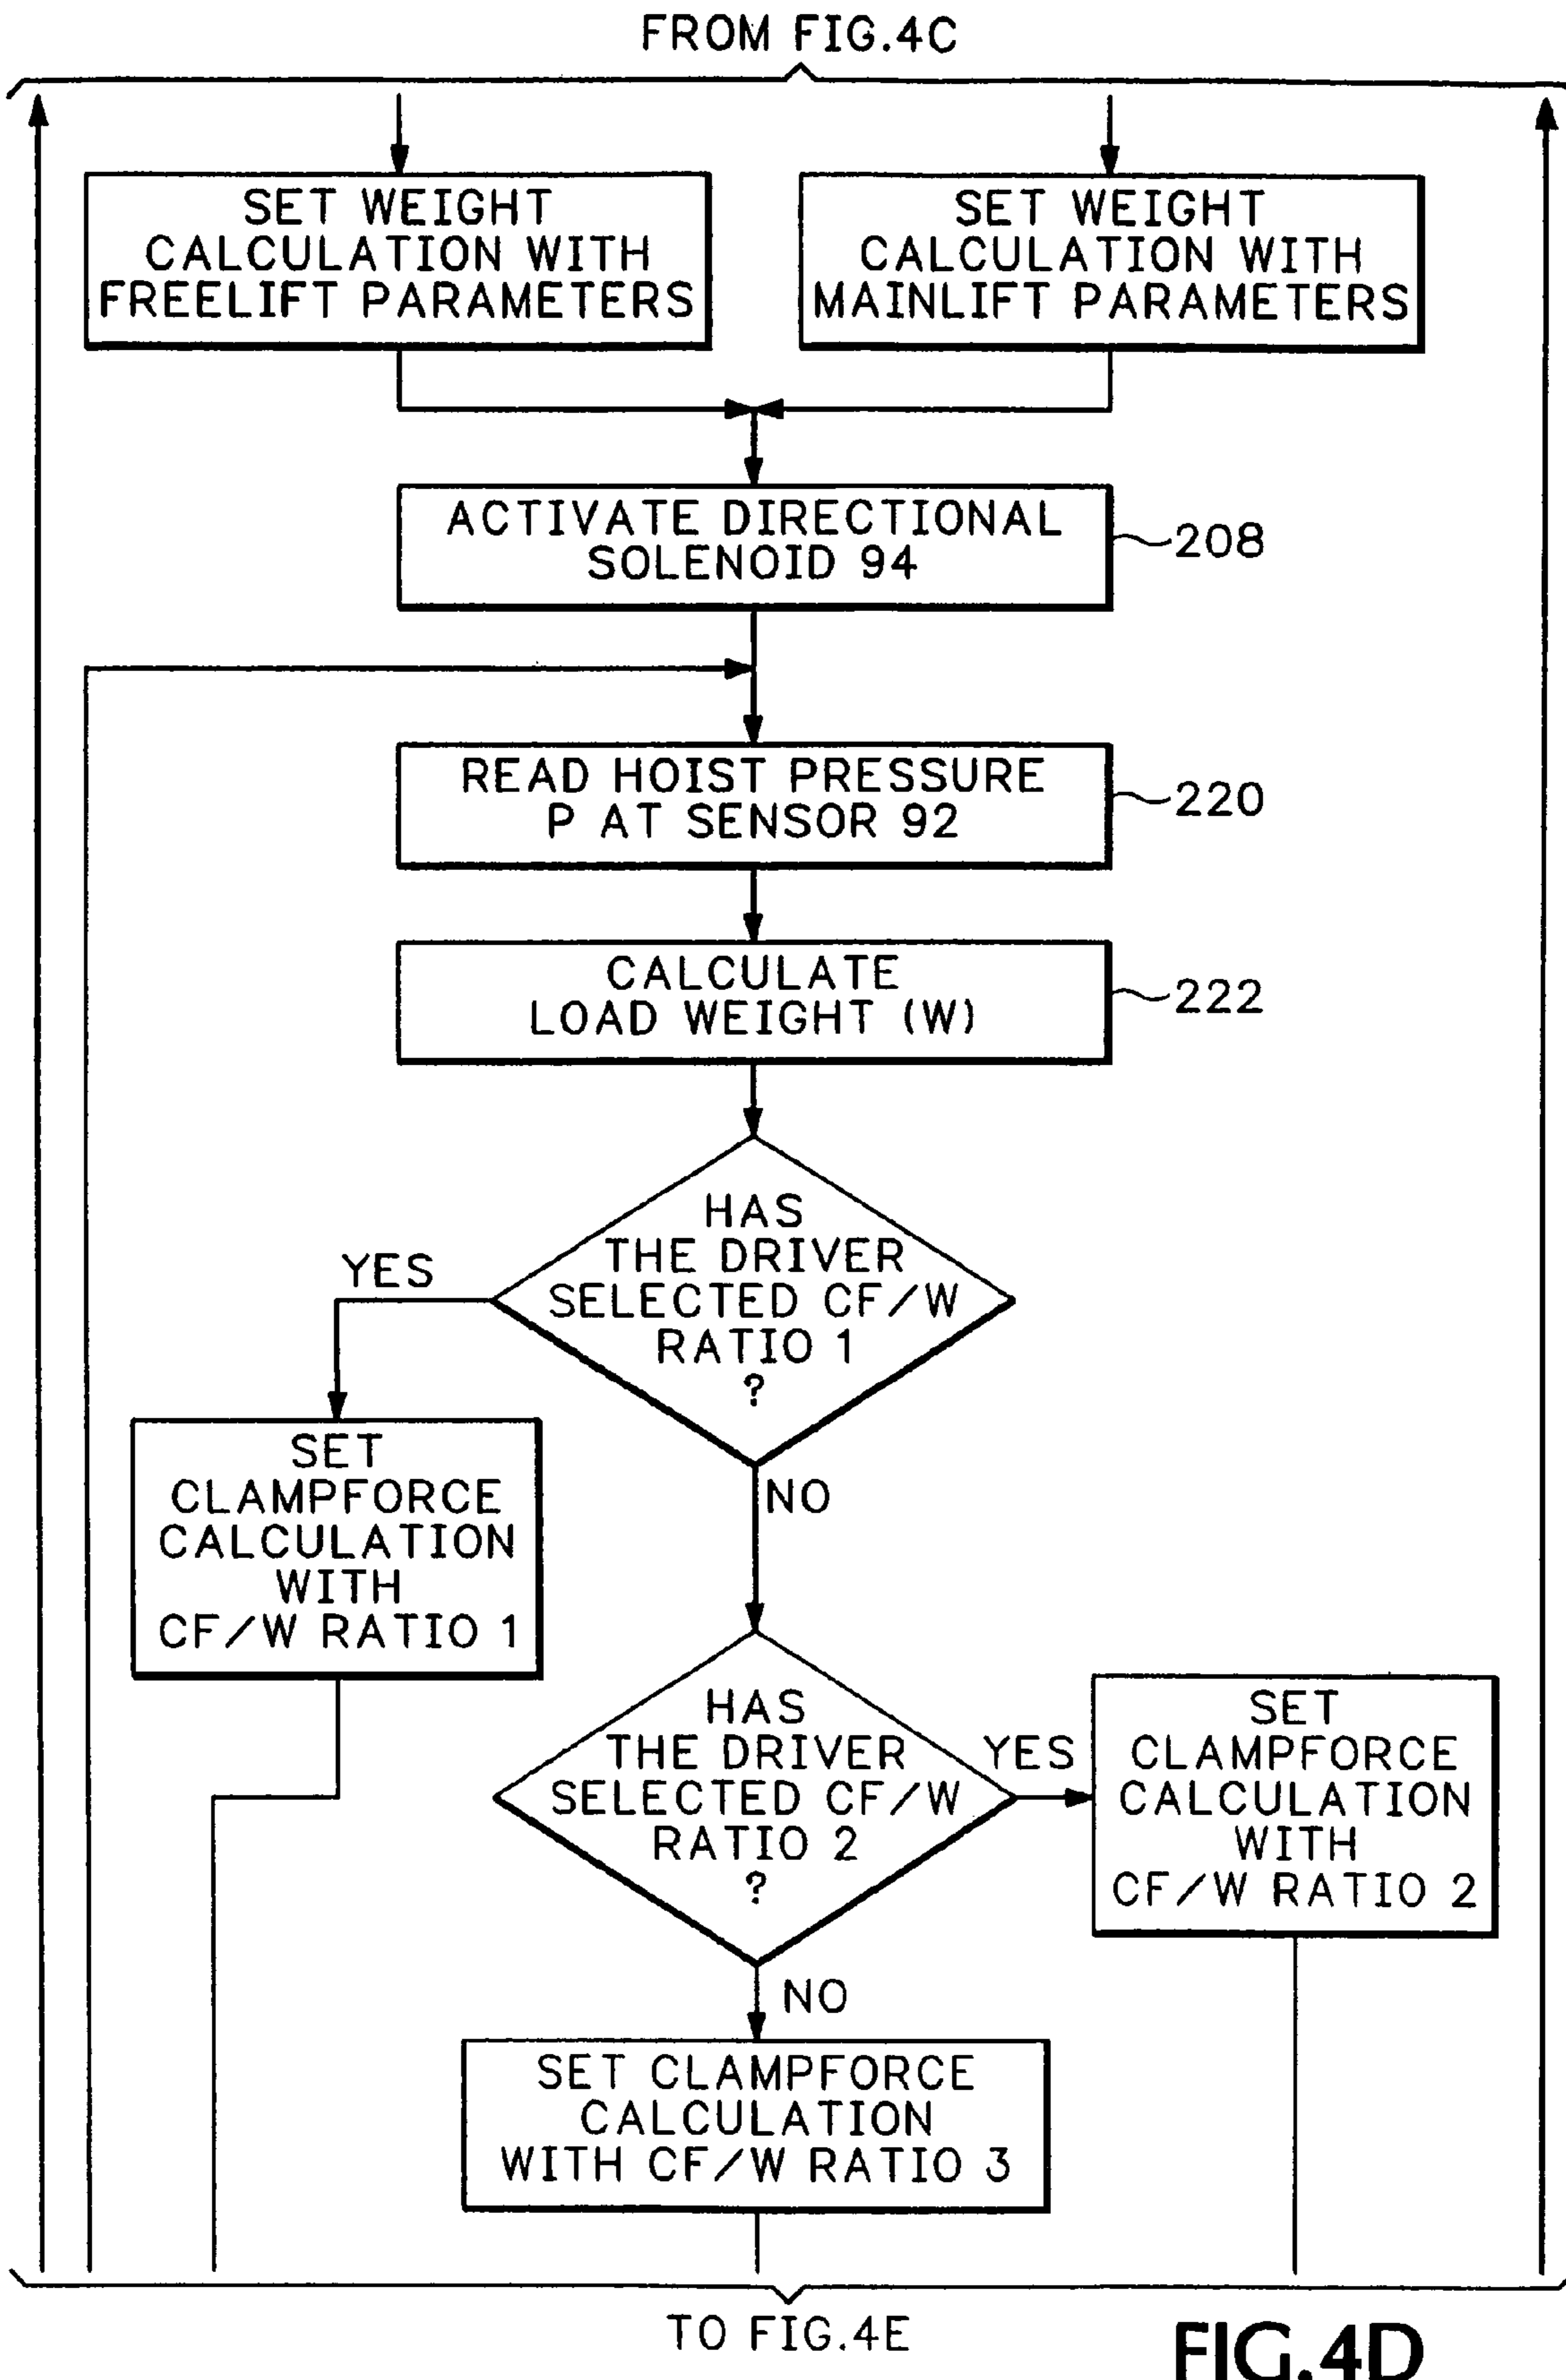 FROM FIG.4C
SET WEIGHT
CALCULATION WITH
FREELIFT PARAMETERS
SET WEIGHT
CALCULATION WITH
MAINLIFT PARAMETERS
ACTIVATE DIRECTIONAL
SOLENOID 94
208
READ HOIST PRESSURE
P AT SENSOR 92
220
CALCULATE
LOAD WEIGHT (W)
222
HAS
THE DRIVER
SELECTED CF/W
RATIO 1
?
YES
NO
SET
CLAMPFORCE
CALCULATION
WITH
CF/W RATIO 1
HAS
THE DRIVER
SELECTED CF/W
RATIO 2
?
YES
NO
SET
CLAMPFORCE
CALCULATION
WITH
CF/W RATIO 2
SET CLAMPFORCE
CALCULATION
WITH CF/W RATIO 3
TO FIG.4E
FIG.4D